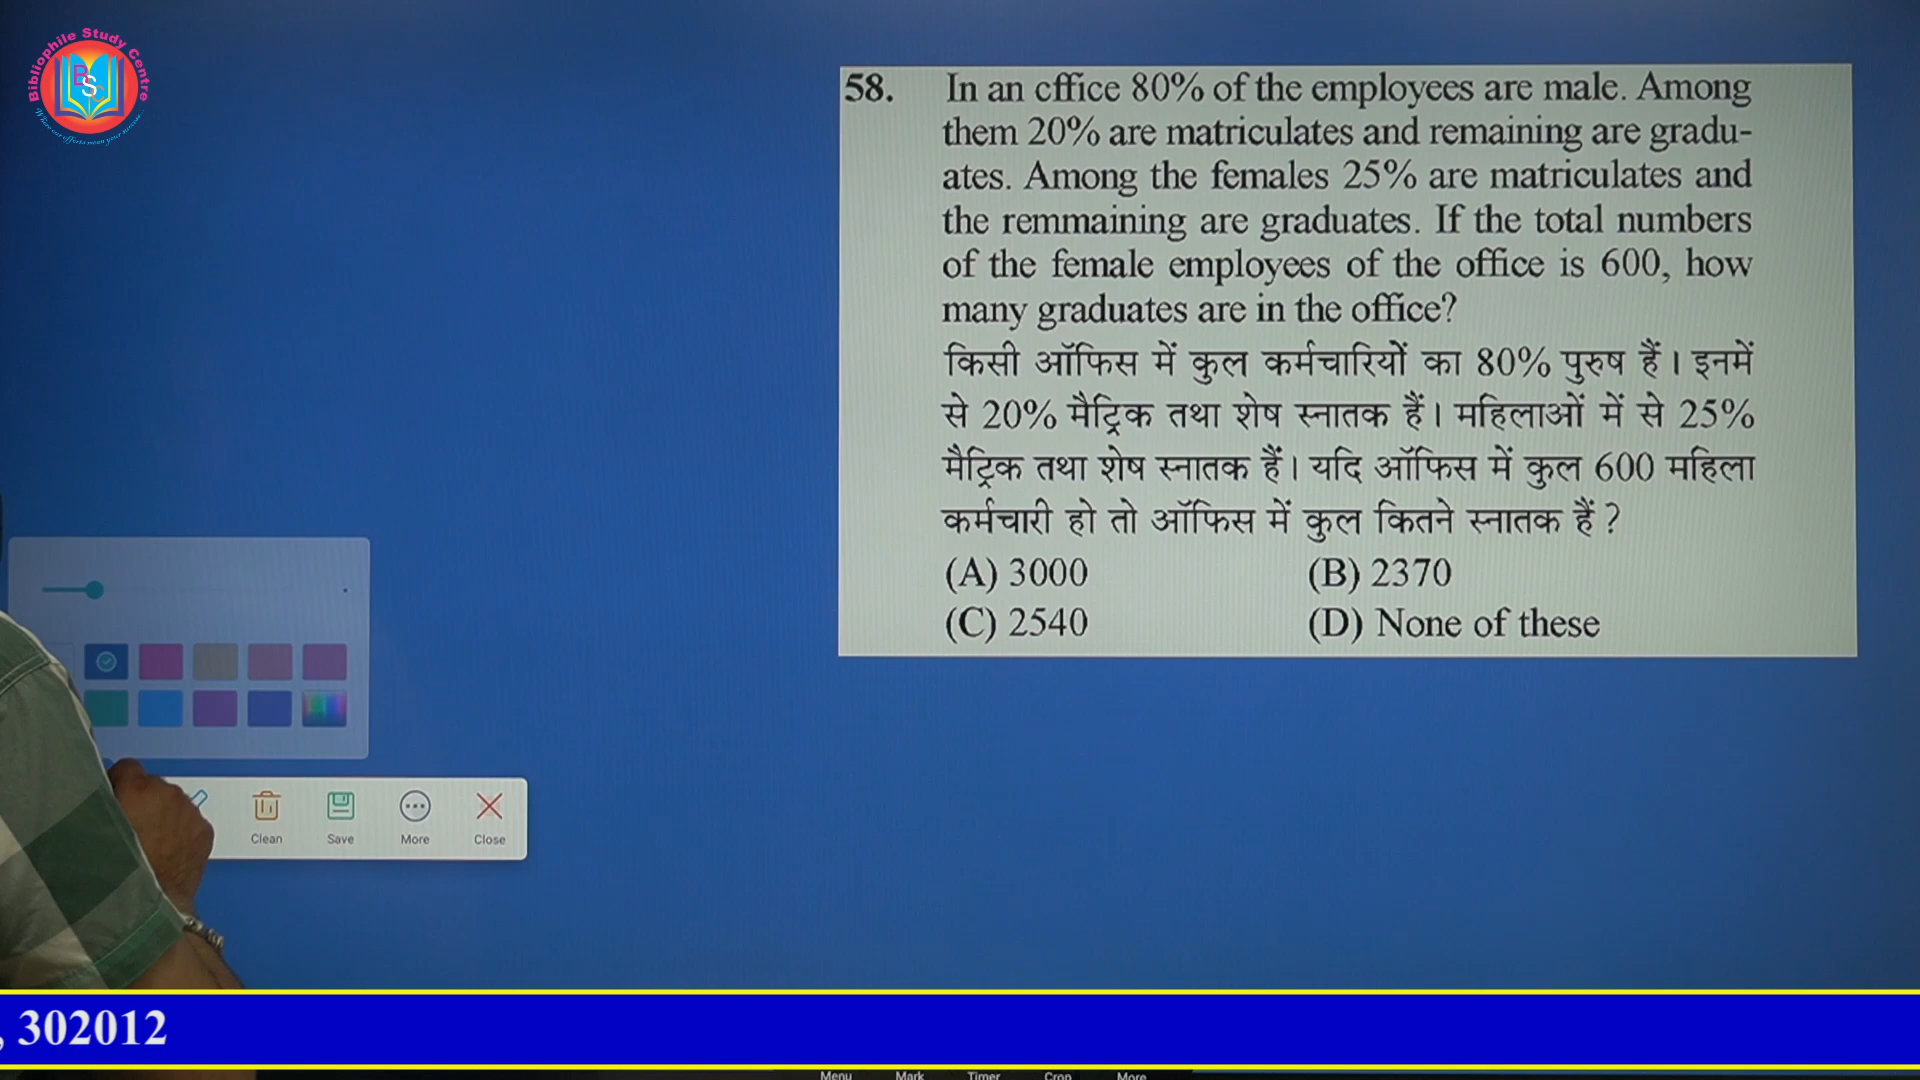 Bibliophile Study Centre
BSC
58. In an cffice 80% of the employees are male. Among
them 20% are matriculates and remaining are gradu-
ates. Among the females 25% are matriculates and
the remmaining are graduates. If the total numbers
of the female employees of the office is 600, how
many graduates are in the office?
किसी ऑफिस में कुल कर्मचारियों का 80% पुरुष हैं। इनमें
से 20% मैट्रिक तथा शेष स्नातक हैं। महिलाओं में से 25%
मैट्रिक तथा शेष स्नातक हैं। यदि ऑफिस में कुल 600 महिला
कर्मचारी हो तो ऑफिस में कुल कितने स्नातक हैं ?
(A) 3000 (B) 2370
(C) 2540 (D) None of these
Clean Save More Close
, 302012
Menu Mark Timer Crop More